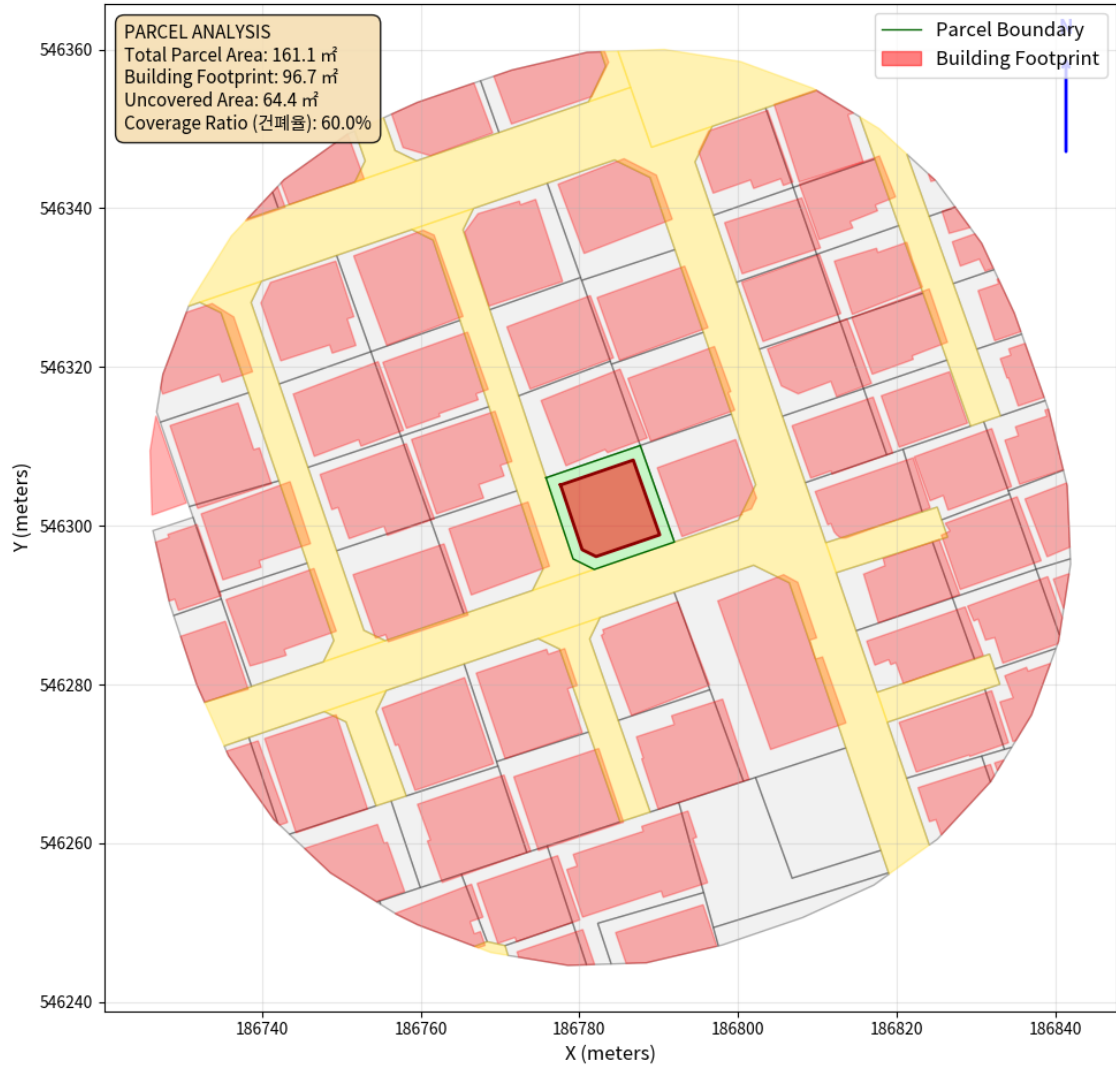 PARCEL ANALYSIS
Total Parcel Area: 161.1 ㎡
Building Footprint: 96.7 ㎡
Uncovered Area: 64.4 ㎡
Coverage Ratio (건폐율): 60.0%
Parcel Boundary
Building Footprint
N
546360
546340
546320
546300
546280
546260
546240
Y (meters)
186740
186760
186780
186800
186820
186840
X (meters)